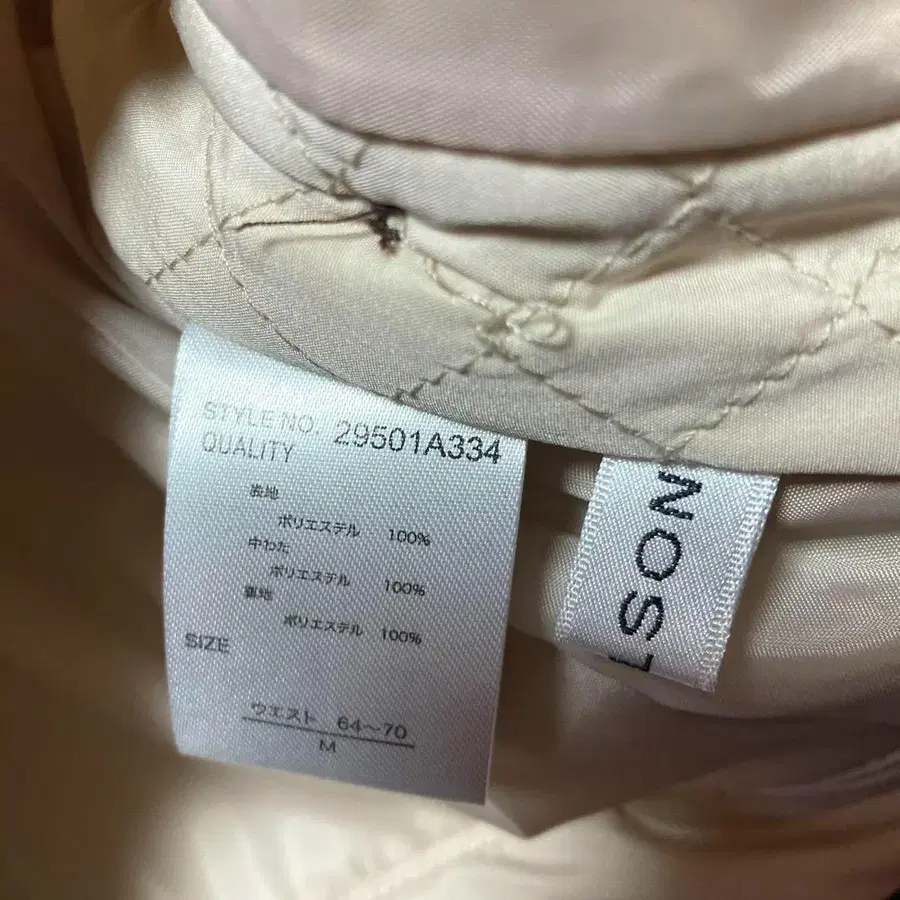 STYLE NO. 29501A334
QUALITY
表地
ポリエステル 100%
中わた
ポリエステル 100%
裏地
ポリエステル 100%
SIZE
ウエスト 64〜70
M
NOST